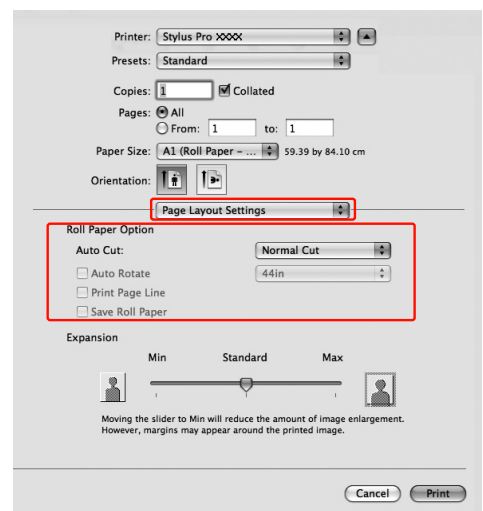 Printer: Stylus Pro XXXX
Presets: Standard
Copies: 1 Collated
Pages: All
From: 1 to: 1
Paper Size: A1 (Roll Paper – ... 59.39 by 84.10 cm
Orientation:
Page Layout Settings
Roll Paper Option
Auto Cut: Normal Cut
Auto Rotate 44in
Print Page Line
Save Roll Paper
Expansion
Min Standard Max
Moving the slider to Min will reduce the amount of image enlargement.
However, margins may appear around the printed image.
Cancel Print